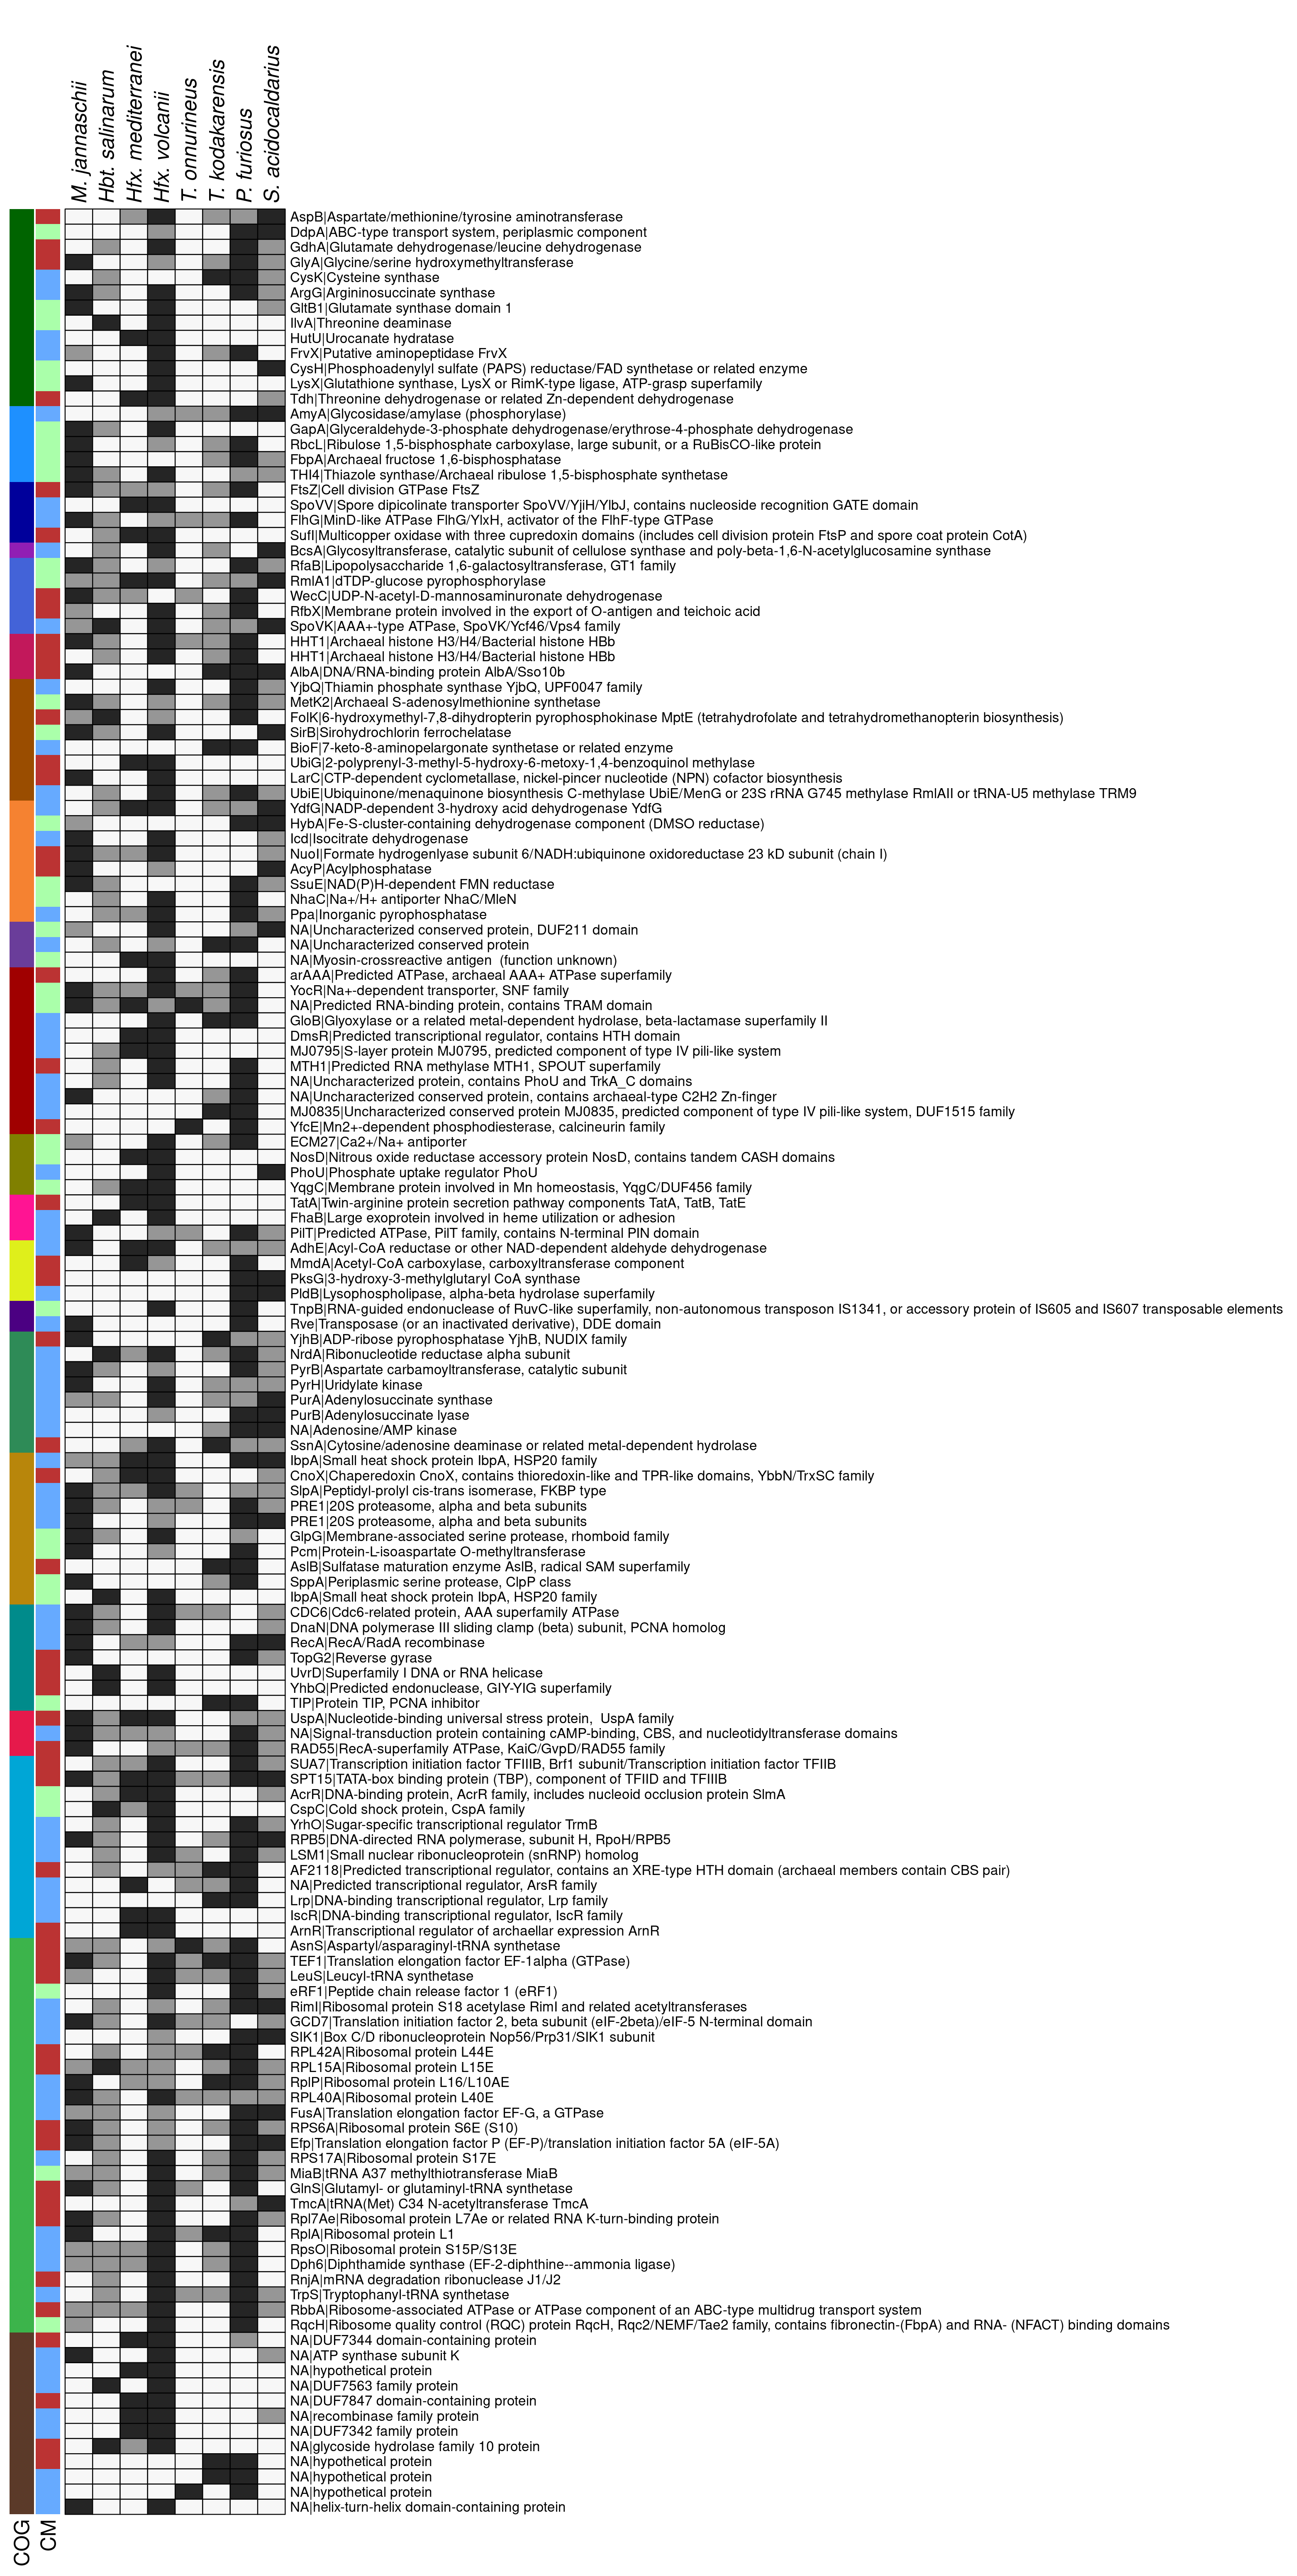 M. jannaschii
Hbt. salinarum
Hfx. mediterranei
Hfx. volcanii
T. onnurineus
T. kodakarensis
P. furiosus
S. acidocaldarius
AspB|Aspartate/methionine/tyrosine aminotransferase
DdpA|ABC-type transport system, periplasmic component
GdhA|Glutamate dehydrogenase/leucine dehydrogenase
GlyA|Glycine/serine hydroxymethyltransferase
CysK|Cysteine synthase
ArgG|Argininosuccinate synthase
GltB1|Glutamate synthase domain 1
IlvA|Threonine deaminase
HutU|Urocanate hydratase
FrvX|Putative aminopeptidase FrvX
CysH|Phosphoadenylyl sulfate (PAPS) reductase/FAD synthetase or related enzyme
LysX|Glutathione synthase, LysX or RimK-type ligase, ATP-grasp superfamily
Tdh|Threonine dehydrogenase or related Zn-dependent dehydrogenase
AmyA|Glycosidase/amylase (phosphorylase)
GapA|Glyceraldehyde-3-phosphate dehydrogenase/erythrose-4-phosphate dehydrogenase
RbcL|Ribulose 1,5-bisphosphate carboxylase, large subunit, or a RuBisCO-like protein
FbpA|Archaeal fructose 1,6-bisphosphatase
THI4|Thiazole synthase/Archaeal ribulose 1,5-bisphosphate synthetase
FtsZ|Cell division GTPase FtsZ
SpoVV|Spore dipicolinate transporter SpoVV/YjiH/YlbJ, contains nucleoside recognition GATE domain
FlhG|MinD-like ATPase FlhG/YlxH, activator of the FlhF-type GTPase
SufI|Multicopper oxidase with three cupredoxin domains (includes cell division protein FtsP and spore coat protein CotA)
BcsA|Glycosyltransferase, catalytic subunit of cellulose synthase and poly-beta-1,6-N-acetylglucosamine synthase
RfaB|Lipopolysaccharide 1,6-galactosyltransferase, GT1 family
RmlA1|dTDP-glucose pyrophosphorylase
WecC|UDP-N-acetyl-D-mannosaminuronate dehydrogenase
RfbX|Membrane protein involved in the export of O-antigen and teichoic acid
SpoVK|AAA+-type ATPase, SpoVK/Ycf46/Vps4 family
HHT1|Archaeal histone H3/H4/Bacterial histone HBb
HHT1|Archaeal histone H3/H4/Bacterial histone HBb
AlbA|DNA/RNA-binding protein AlbA/Sso10b
YjbQ|Thiamin phosphate synthase YjbQ, UPF0047 family
MetK2|Archaeal S-adenosylmethionine synthetase
FolK|6-hydroxymethyl-7,8-dihydropterin pyrophosphokinase MptE (tetrahydrofolate and tetrahydromethanopterin biosynthesis)
SirB|Sirohydrochlorin ferrochelatase
BioF|7-keto-8-aminopelargonate synthetase or related enzyme
UbiG|2-polyprenyl-3-methyl-5-hydroxy-6-metoxy-1,4-benzoquinol methylase
LarC|CTP-dependent cyclometallase, nickel-pincer nucleotide (NPN) cofactor biosynthesis
UbiE|Ubiquinone/menaquinone biosynthesis C-methylase UbiE/MenG or 23S rRNA G745 methylase RmlAII or tRNA-U5 methylase TRM9
YdfG|NADP-dependent 3-hydroxy acid dehydrogenase YdfG
HybA|Fe-S-cluster-containing dehydrogenase component (DMSO reductase)
Icd|Isocitrate dehydrogenase
NuoI|Formate hydrogenlyase subunit 6/NADH:ubiquinone oxidoreductase 23 kD subunit (chain I)
AcyP|Acylphosphatase
SsuE|NAD(P)H-dependent FMN reductase
NhaC|Na+/H+ antiporter NhaC/MleN
Ppa|Inorganic pyrophosphatase
NA|Uncharacterized conserved protein, DUF211 domain
NA|Uncharacterized conserved protein
NA|Myosin-crossreactive antigen  (function unknown)
arAAA|Predicted ATPase, archaeal AAA+ ATPase superfamily
YocR|Na+-dependent transporter, SNF family
NA|Predicted RNA-binding protein, contains TRAM domain
GloB|Glyoxylase or a related metal-dependent hydrolase, beta-lactamase superfamily II
DmsR|Predicted transcriptional regulator, contains HTH domain
MJ0795|S-layer protein MJ0795, predicted component of type IV pili-like system
MTH1|Predicted RNA methylase MTH1, SPOUT superfamily
NA|Uncharacterized protein, contains PhoU and TrkA_C domains
NA|Uncharacterized conserved protein, contains archaeal-type C2H2 Zn-finger
MJ0835|Uncharacterized conserved protein MJ0835, predicted component of type IV pili-like system, DUF1515 family
YfcE|Mn2+-dependent phosphodiesterase, calcineurin family
ECM27|Ca2+/Na+ antiporter
NosD|Nitrous oxide reductase accessory protein NosD, contains tandem CASH domains
PhoU|Phosphate uptake regulator PhoU
YqgC|Membrane protein involved in Mn homeostasis, YqgC/DUF456 family
TatA|Twin-arginine protein secretion pathway components TatA, TatB, TatE
FhaB|Large exoprotein involved in heme utilization or adhesion
PilT|Predicted ATPase, PilT family, contains N-terminal PIN domain
AdhE|Acyl-CoA reductase or other NAD-dependent aldehyde dehydrogenase
MmdA|Acetyl-CoA carboxylase, carboxyltransferase component
PksG|3-hydroxy-3-methylglutaryl CoA synthase
PldB|Lysophospholipase, alpha-beta hydrolase superfamily
TnpB|RNA-guided endonuclease of RuvC-like superfamily, non-autonomous transposon IS1341, or accessory protein of IS605 and IS607 transposable elements
Rve|Transposase (or an inactivated derivative), DDE domain
YjhB|ADP-ribose pyrophosphatase YjhB, NUDIX family
NrdA|Ribonucleotide reductase alpha subunit
PyrB|Aspartate carbamoyltransferase, catalytic subunit
PyrH|Uridylate kinase
PurA|Adenylosuccinate synthase
PurB|Adenylosuccinate lyase
NA|Adenosine/AMP kinase
SsnA|Cytosine/adenosine deaminase or related metal-dependent hydrolase
IbpA|Small heat shock protein IbpA, HSP20 family
CnoX|Chaperedoxin CnoX, contains thioredoxin-like and TPR-like domains, YbbN/TrxSC family
SlpA|Peptidyl-prolyl cis-trans isomerase, FKBP type
PRE1|20S proteasome, alpha and beta subunits
PRE1|20S proteasome, alpha and beta subunits
GlpG|Membrane-associated serine protease, rhomboid family
Pcm|Protein-L-isoaspartate O-methyltransferase
AslB|Sulfatase maturation enzyme AslB, radical SAM superfamily
SppA|Periplasmic serine protease, ClpP class
IbpA|Small heat shock protein IbpA, HSP20 family
CDC6|Cdc6-related protein, AAA superfamily ATPase
DnaN|DNA polymerase III sliding clamp (beta) subunit, PCNA homolog
RecA|RecA/RadA recombinase
TopG2|Reverse gyrase
UvrD|Superfamily I DNA or RNA helicase
YhbQ|Predicted endonuclease, GIY-YIG superfamily
TIP|Protein TIP, PCNA inhibitor
UspA|Nucleotide-binding universal stress protein,  UspA family
NA|Signal-transduction protein containing cAMP-binding, CBS, and nucleotidyltransferase domains
RAD55|RecA-superfamily ATPase, KaiC/GvpD/RAD55 family
SUA7|Transcription initiation factor TFIIIB, Brf1 subunit/Transcription initiation factor TFIIB
SPT15|TATA-box binding protein (TBP), component of TFIID and TFIIIB
AcrR|DNA-binding protein, AcrR family, includes nucleoid occlusion protein SlmA
CspC|Cold shock protein, CspA family
YrhO|Sugar-specific transcriptional regulator TrmB
RPB5|DNA-directed RNA polymerase, subunit H, RpoH/RPB5
LSM1|Small nuclear ribonucleoprotein (snRNP) homolog
AF2118|Predicted transcriptional regulator, contains an XRE-type HTH domain (archaeal members contain CBS pair)
NA|Predicted transcriptional regulator, ArsR family
Lrp|DNA-binding transcriptional regulator, Lrp family
IscR|DNA-binding transcriptional regulator, IscR family
ArnR|Transcriptional regulator of archaellar expression ArnR
AsnS|Aspartyl/asparaginyl-tRNA synthetase
TEF1|Translation elongation factor EF-1alpha (GTPase)
LeuS|Leucyl-tRNA synthetase
eRF1|Peptide chain release factor 1 (eRF1)
RimI|Ribosomal protein S18 acetylase RimI and related acetyltransferases
GCD7|Translation initiation factor 2, beta subunit (eIF-2beta)/eIF-5 N-terminal domain
SIK1|Box C/D ribonucleoprotein Nop56/Prp31/SIK1 subunit
RPL42A|Ribosomal protein L44E
RPL15A|Ribosomal protein L15E
RplP|Ribosomal protein L16/L10AE
RPL40A|Ribosomal protein L40E
FusA|Translation elongation factor EF-G, a GTPase
RPS6A|Ribosomal protein S6E (S10)
Efp|Translation elongation factor P (EF-P)/translation initiation factor 5A (eIF-5A)
RPS17A|Ribosomal protein S17E
MiaB|tRNA A37 methylthiotransferase MiaB
GlnS|Glutamyl- or glutaminyl-tRNA synthetase
TmcA|tRNA(Met) C34 N-acetyltransferase TmcA
Rpl7Ae|Ribosomal protein L7Ae or related RNA K-turn-binding protein
RplA|Ribosomal protein L1
RpsO|Ribosomal protein S15P/S13E
Dph6|Diphthamide synthase (EF-2-diphthine--ammonia ligase)
RnjA|mRNA degradation ribonuclease J1/J2
TrpS|Tryptophanyl-tRNA synthetase
RbbA|Ribosome-associated ATPase or ATPase component of an ABC-type multidrug transport system
RqcH|Ribosome quality control (RQC) protein RqcH, Rqc2/NEMF/Tae2 family, contains fibronectin-(FbpA) and RNA- (NFACT) binding domains
NA|DUF7344 domain-containing protein
NA|ATP synthase subunit K
NA|hypothetical protein
NA|DUF7563 family protein
NA|DUF7847 domain-containing protein
NA|recombinase family protein
NA|DUF7342 family protein
NA|glycoside hydrolase family 10 protein
NA|hypothetical protein
NA|hypothetical protein
NA|hypothetical protein
NA|helix-turn-helix domain-containing protein
COG
CM